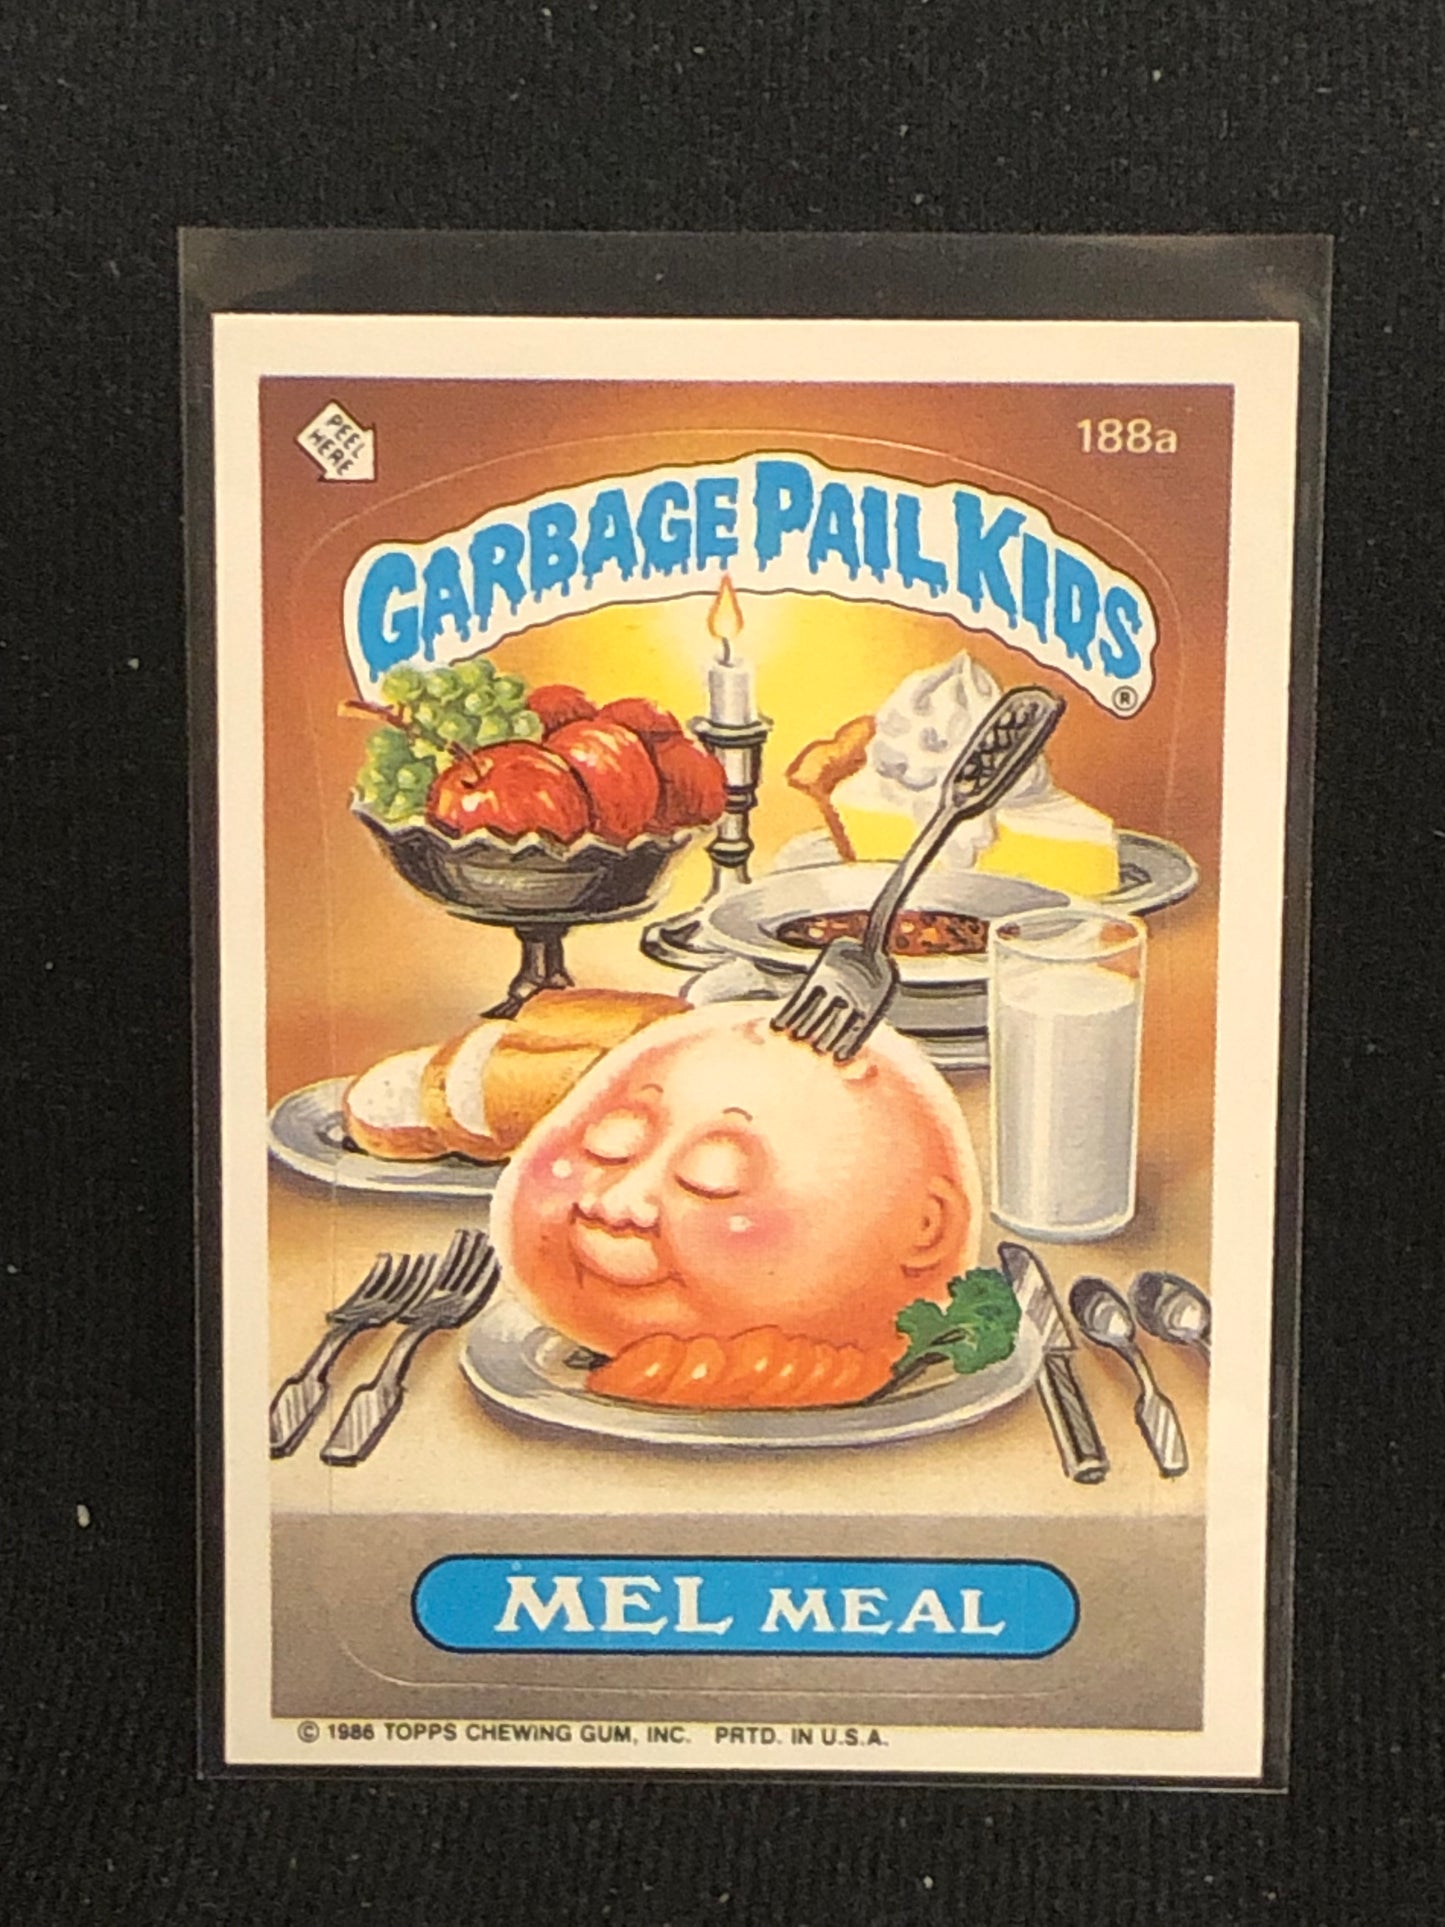 PEEL
HERE
188a
GARBAGE PAIL KIDS
®
MEL MEAL
© 1986 TOPPS CHEWING GUM, INC. PRTD. IN U.S.A.